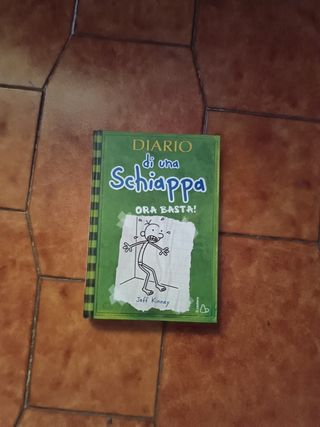 DIARIO
di una
Schiappa
ORA BASTA!
Jeff Kinney